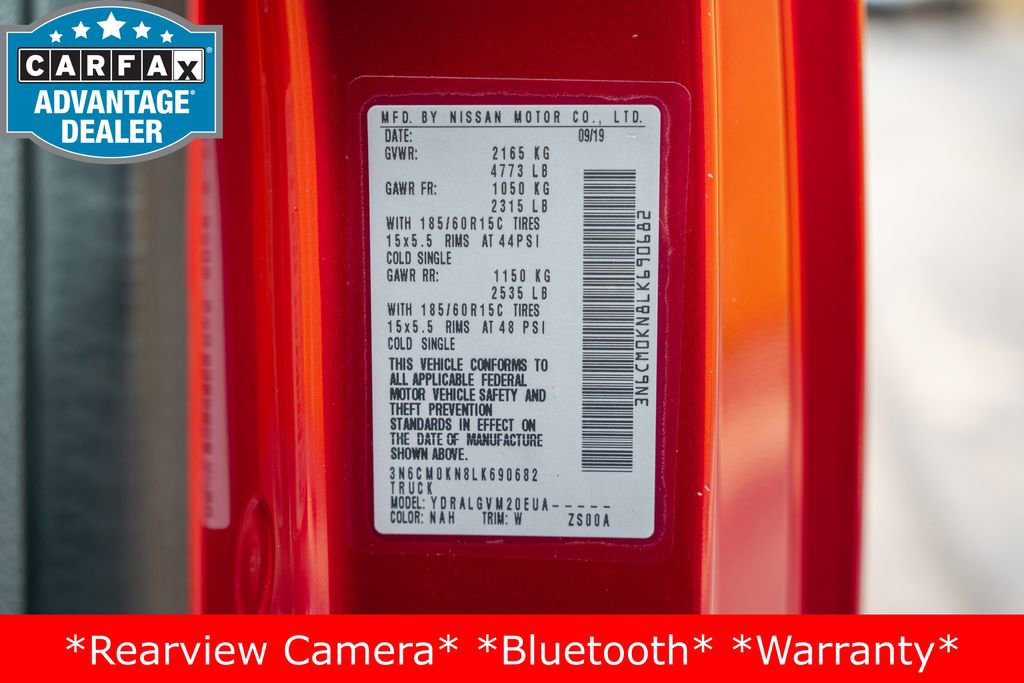 CARFAX®
ADVANTAGE®
DEALER
MFD. BY NISSAN MOTOR CO., LTD.
DATE: 09/19
GVWR: 2165 KG
4773 LB
GAWR FR: 1050 KG
2315 LB
WITH 185/60R15C TIRES
15x5.5 RIMS AT 44PSI
COLD SINGLE
GAWR RR: 1150 KG
2535 LB
WITH 185/60R15C TIRES
15x5.5 RIMS AT 48 PSI
COLD SINGLE
THIS VEHICLE CONFORMS TO
ALL APPLICABLE FEDERAL
MOTOR VEHICLE SAFETY AND
THEFT PREVENTION
STANDARDS IN EFFECT ON
THE DATE OF MANUFACTURE
SHOWN ABOVE.
3N6CM0KN8LK690682
TRUCK
MODEL: YDRALGVM20EUA-----
COLOR: NAH TRIM: W ZS00A
3N6CM0KN8LK690682
*Rearview Camera* *Bluetooth* *Warranty*